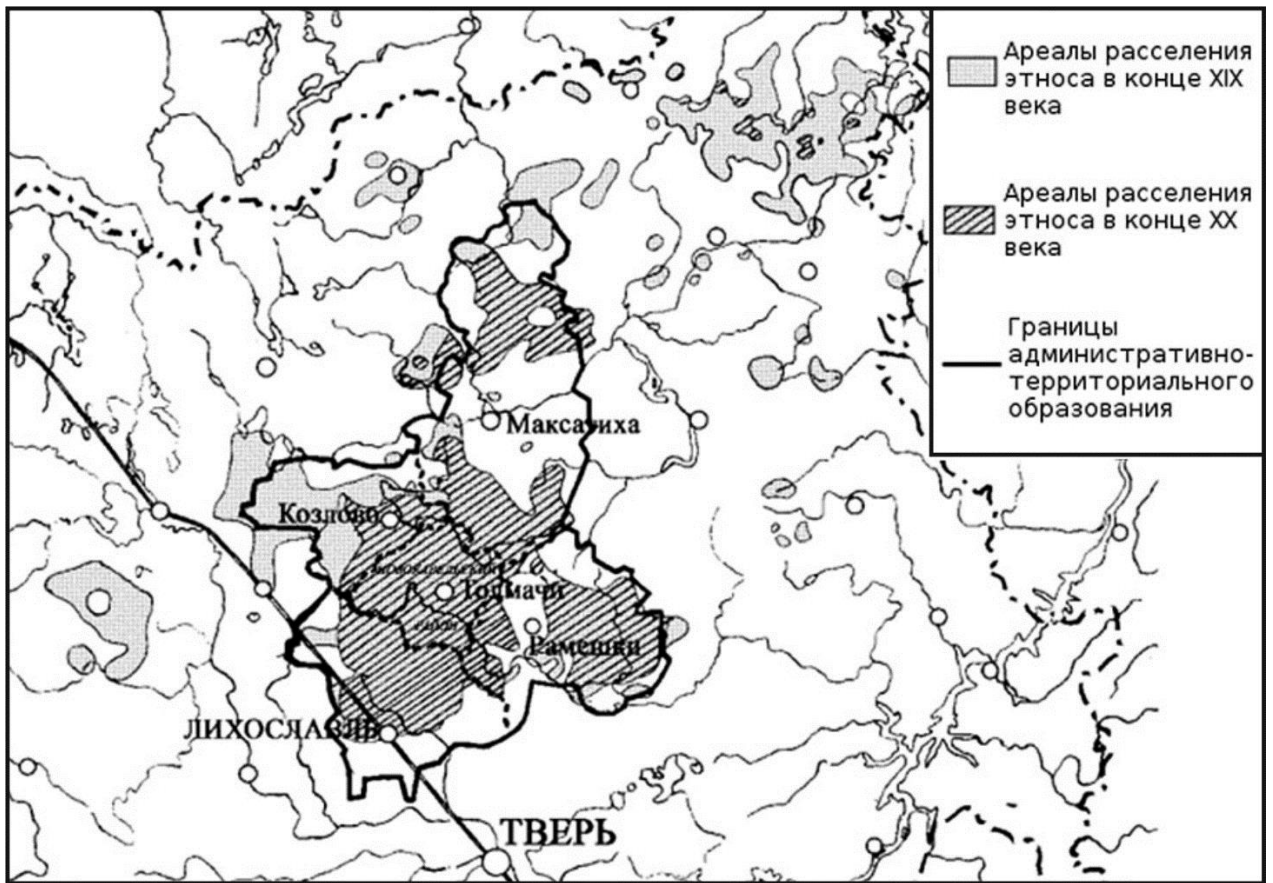 Ареалы расселения
этноса в конце XIX
века
Ареалы расселения
этноса в конце XX
века
Границы
административно-
территориального
образования
Максатиха
Козлово
Толмачи
Рамешки
ЛИХОСЛАВЛЬ
ТВЕРЬ